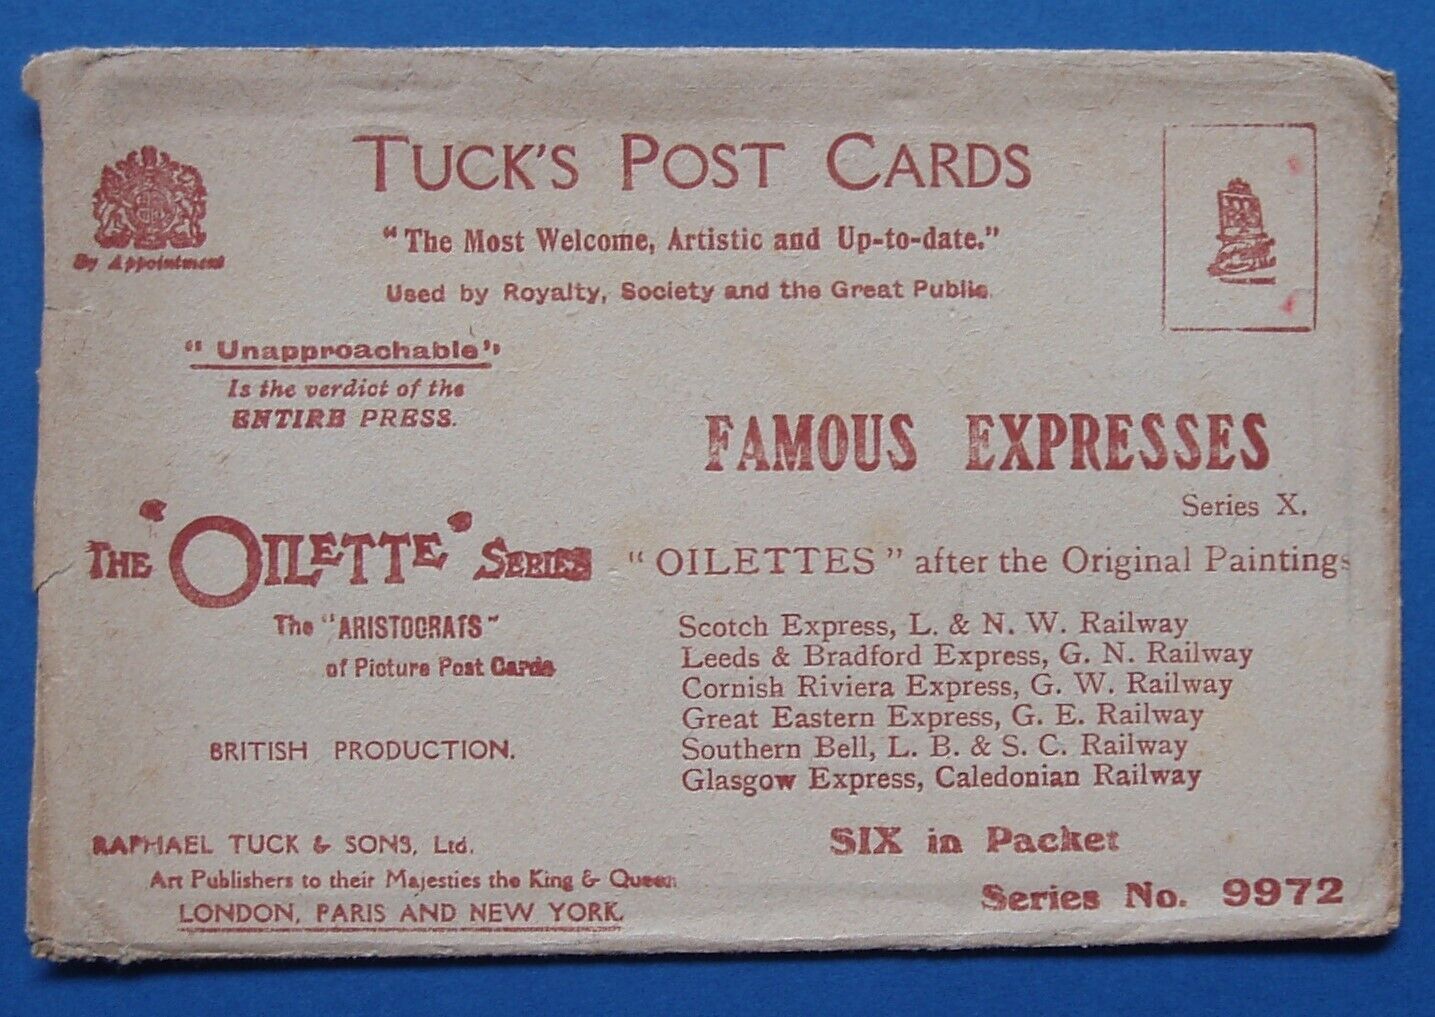 TUCK'S POST CARDS
"The Most Welcome, Artistic and Up-to-date."
Used by Royalty, Society and the Great Public.
By Appointment
"Unapproachable"
Is the verdict of the
ENTIRE PRESS.
THE "OILETTE" SERIES
The "ARISTOCRATS"
of Picture Post Cards
BRITISH PRODUCTION.
RAPHAEL TUCK & SONS, Ltd.
Art Publishers to their Majesties the King & Queen
LONDON, PARIS AND NEW YORK.
FAMOUS EXPRESSES
Series X.
"OILETTES" after the Original Paintings
Scotch Express, L. & N. W. Railway
Leeds & Bradford Express, G. N. Railway
Cornish Riviera Express, G. W. Railway
Great Eastern Express, G. E. Railway
Southern Bell, L. B. & S. C. Railway
Glasgow Express, Caledonian Railway
SIX in Packet
Series No. 9972